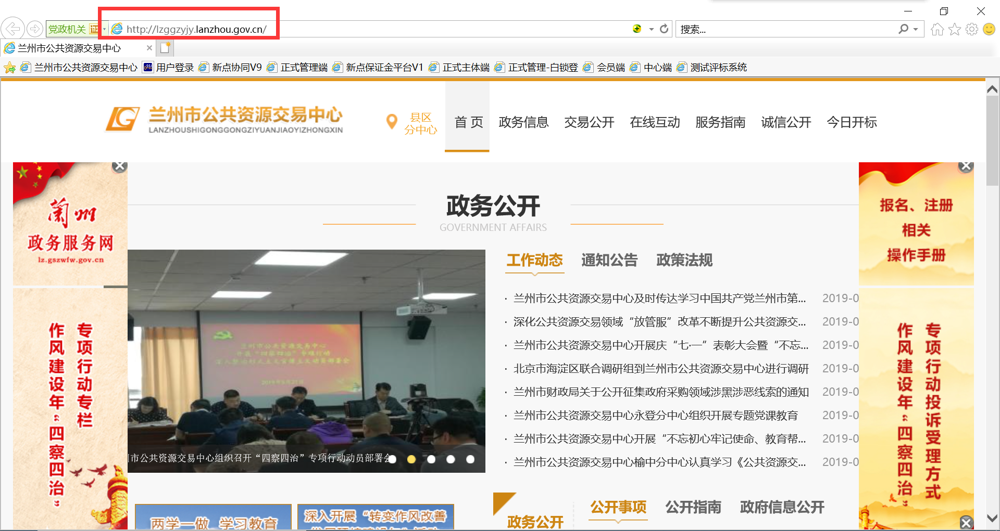 党政机关 证 http://lzggzyjy.lanzhou.gov.cn/ 搜索...
兰州市公共资源交易中心
兰州市公共资源交易中心 用户登录 新点协同V9 正式管理端 新点保证金平台V1 正式主体端 正式管理-白锁登 会员端 中心端 测试评标系统
兰州市公共资源交易中心
LANZHOUSHIGONGGONGZIYUANJIAOYIZHONGXIN
县区
分中心
首 页 政务信息 交易公开 在线互动 服务指南 诚信公开 今日开标
兰州
政务服务网
lz.gszwfw.gov.cn
专项行动专栏
作风建设年“四察四治”
政务公开
GOVERNMENT AFFAIRS
兰州市公共资源交易中心
市公共资源交易中心组织召开“四察四治”专项行动动员部署会
工作动态 通知公告 政策法规
· 兰州市公共资源交易中心及时传达学习中国共产党兰州市第... 2019-0
· 深化公共资源交易领域“放管服”改革不断提升公共资源交... 2019-0
· 兰州市公共资源交易中心开展庆“七·一”表彰大会暨“不忘... 2019-0
· 北京市海淀区联合调研组到兰州市公共资源交易中心进行调研 2019-0
· 兰州市财政局关于公开征集政府采购领域涉黑涉恶线索的通知 2019-0
· 兰州市公共资源交易中心永登分中心组织开展专题党课教育 2019-0
· 兰州市公共资源交易中心开展“不忘初心牢记使命、教育帮... 2019-0
· 兰州市公共资源交易中心榆中分中心认真学习《公共资源交... 2019-0
报名、注册
相关
操作手册
专项行动投诉受理方式
作风建设年“四察四治”
两学一做 学习教育
深入开展“转变作风改善
政务公开
公开事项 公开指南 政府信息公开